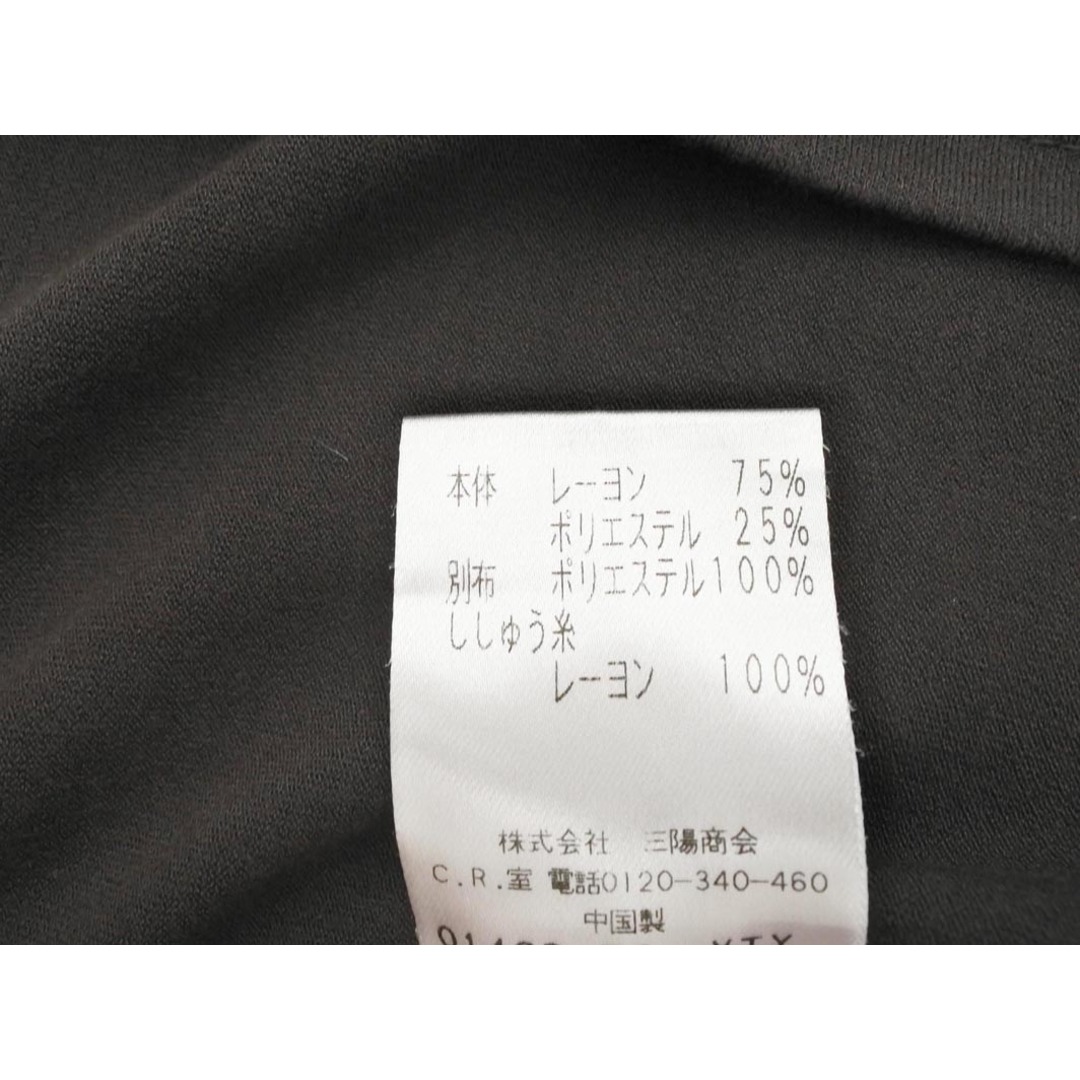 本体 レーヨン 75%
ポリエステル 25%
別布 ポリエステル100%
ししゅう糸
レーヨン 100%
株式会社 三陽商会
C.R.室 電話0120-340-460
中国製